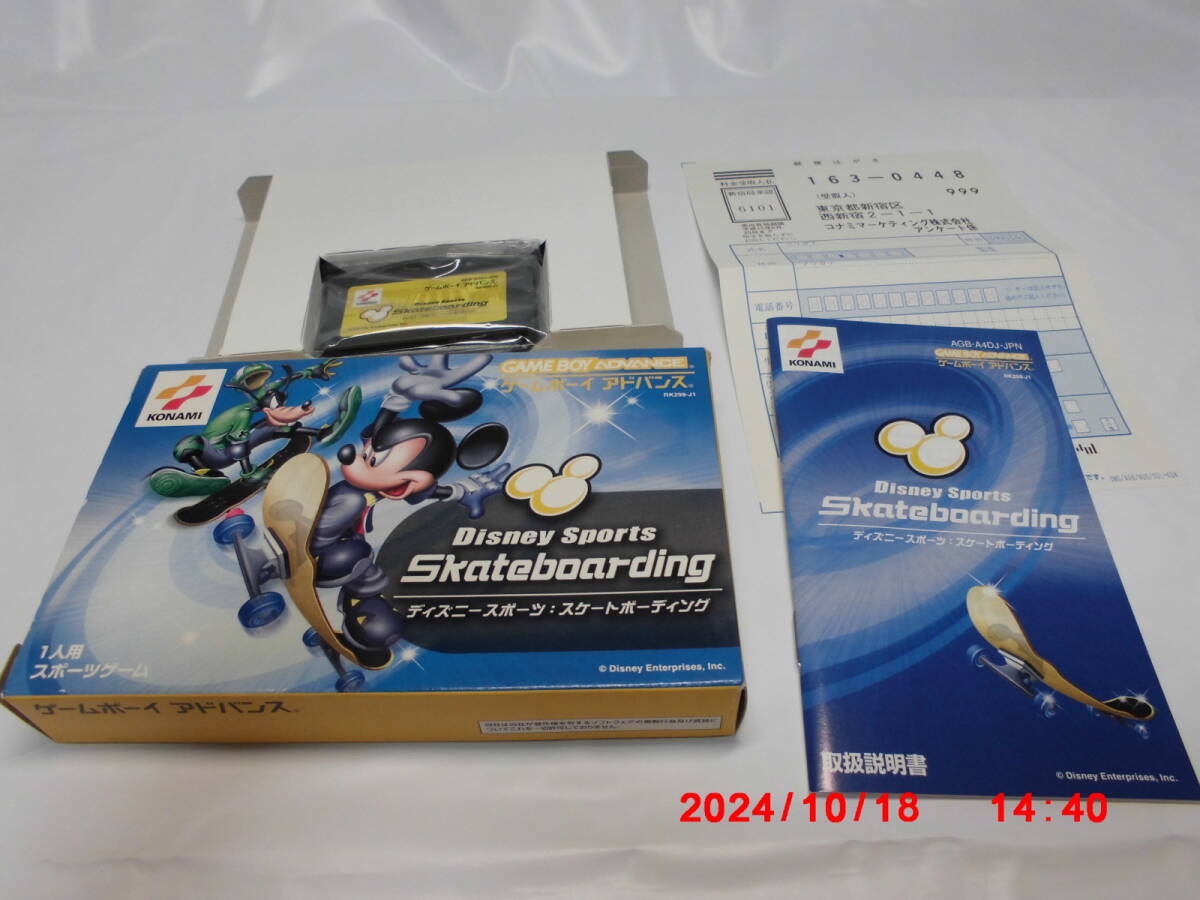 郵便はがき
料金受取人払
新宿局承認
6101
163-0448
999
(受取人)
東京都新宿区
西新宿2-1-1
コナミマーケティング株式会社
アンケート係
電話番号
KONAMI
ゲームボーイ アドバンス
Disney Sports
Skateboarding
KONAMI
GAME BOY ADVANCE
ゲームボーイ アドバンス®
RK299-J1
Disney Sports
Skateboarding
ディズニースポーツ:スケートボーディング
1人用
スポーツゲーム
© Disney Enterprises, Inc.
ゲームボーイ アドバンス®
KONAMI
AGB-A4DJ-JPN
GAME BOY ADVANCE
ゲームボーイ アドバンス®
RK299-J1
Disney Sports
Skateboarding
ディズニースポーツ:スケートボーディング
取扱説明書
© Disney Enterprises, Inc.
2024/10/18 14:40